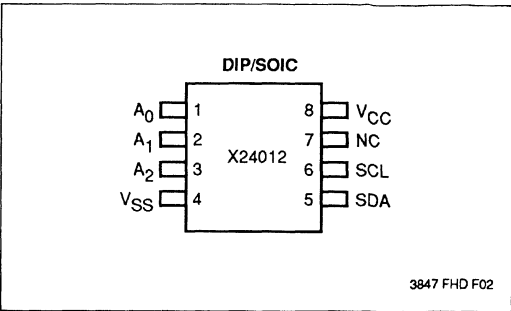 DIP/SOIC
A0 1 8 VCC
A1 2 7 NC
X24012
A2 3 6 SCL
VSS 4 5 SDA
3847 FHD F02